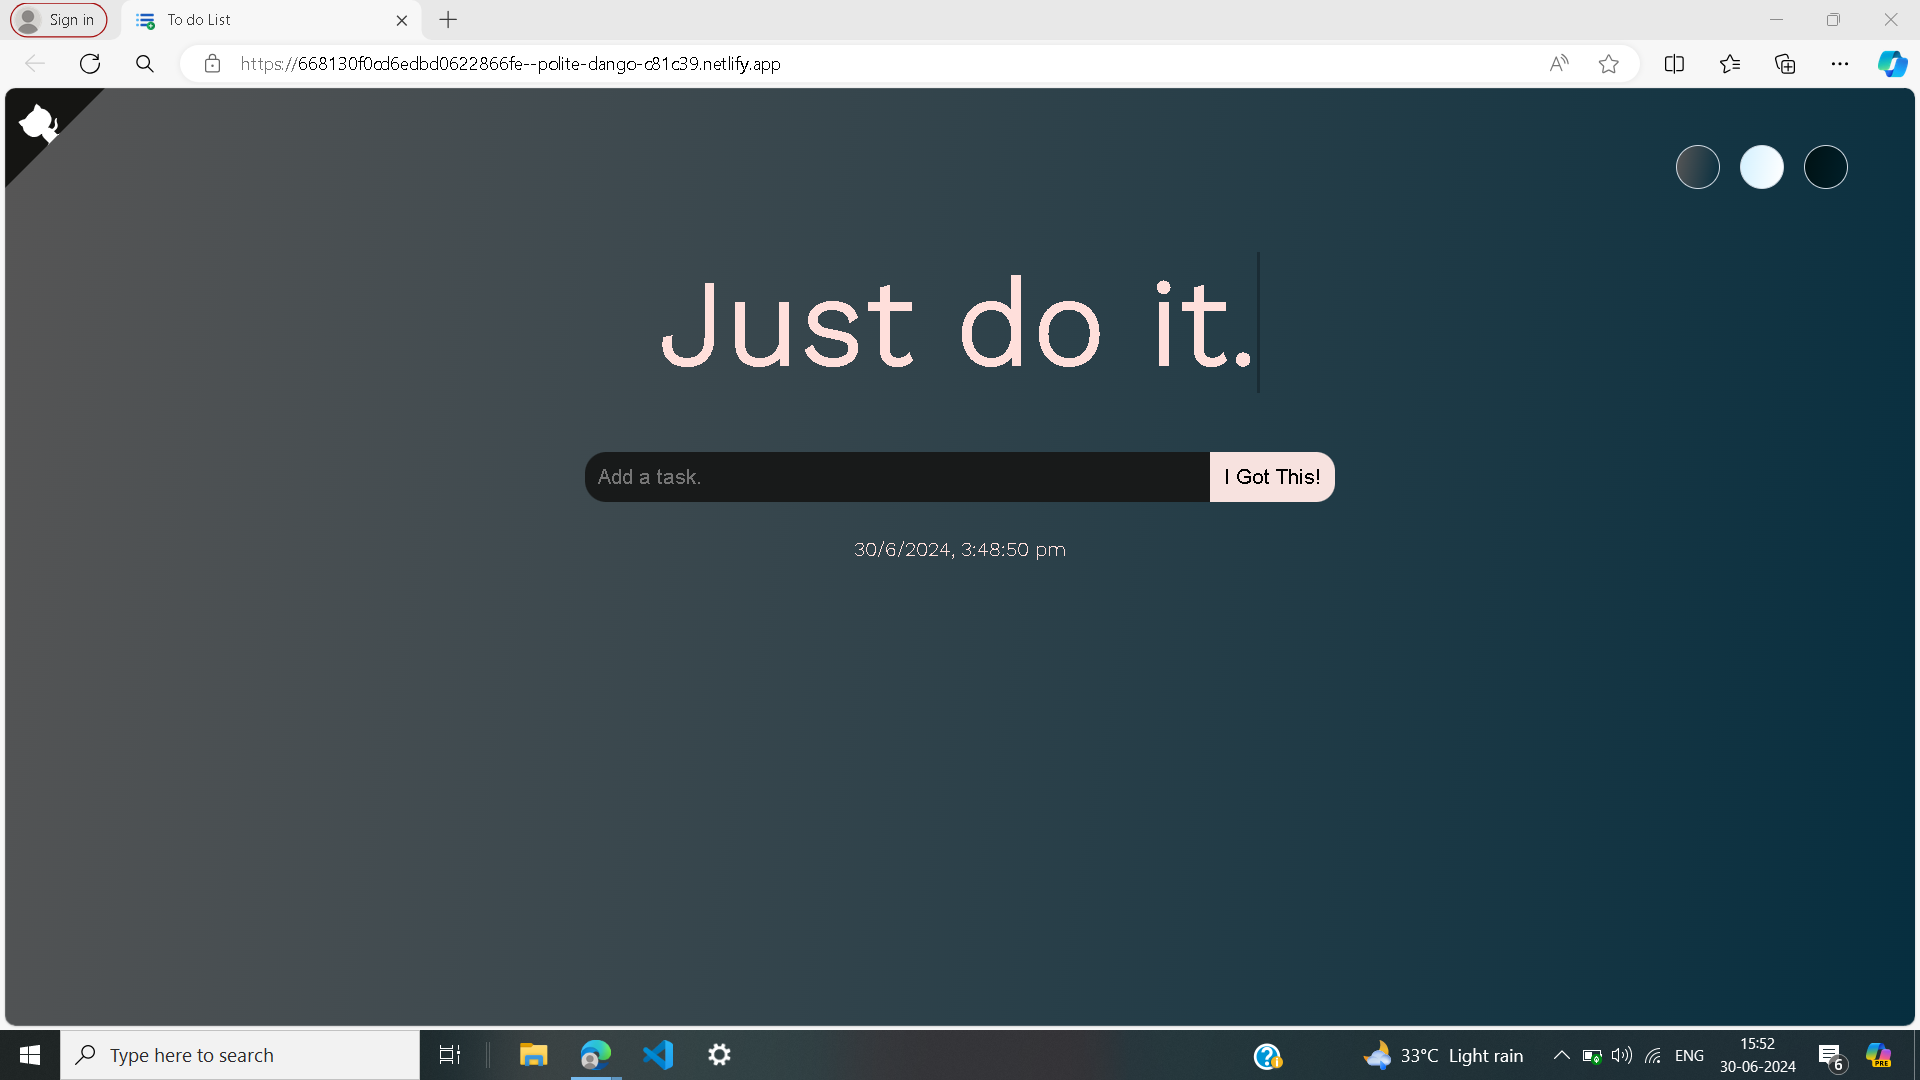 Sign in
To do List
https://668130f0cd6edbd0622866fe--polite-dango-c81c39.netlify.app
Just do it.
Add a task.
I Got This!
30/6/2024, 3:48:50 pm
Type here to search
33°C Light rain
ENG
15:52
30-06-2024
6
PRE